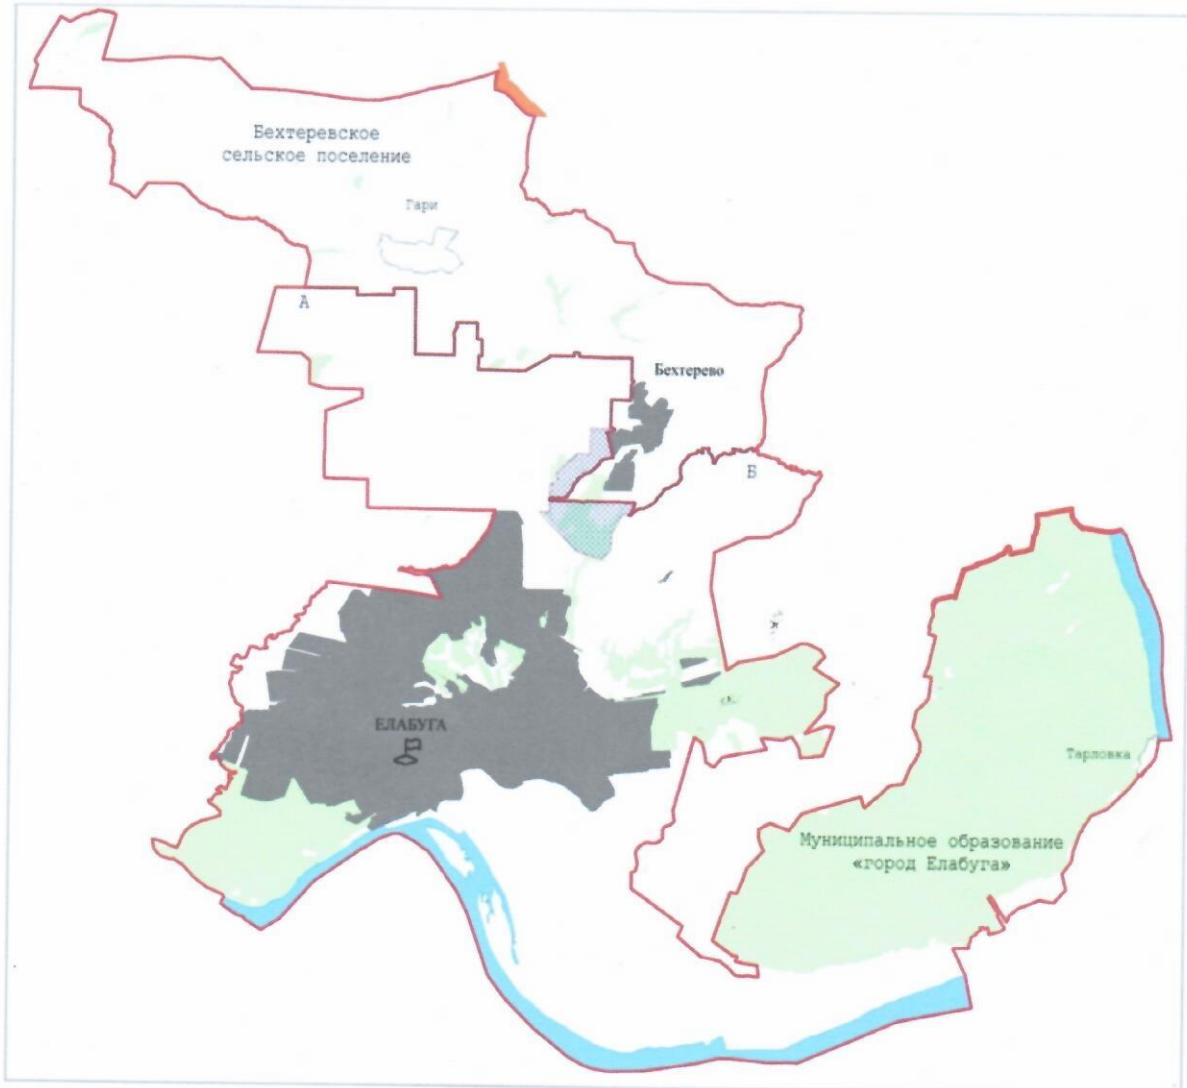 Бехтеревское
сельское поселение
Гари
А
Бехтерево
Б
ЕЛАБУГА
Тарловка
Муниципальное образование
«город Елабуга»